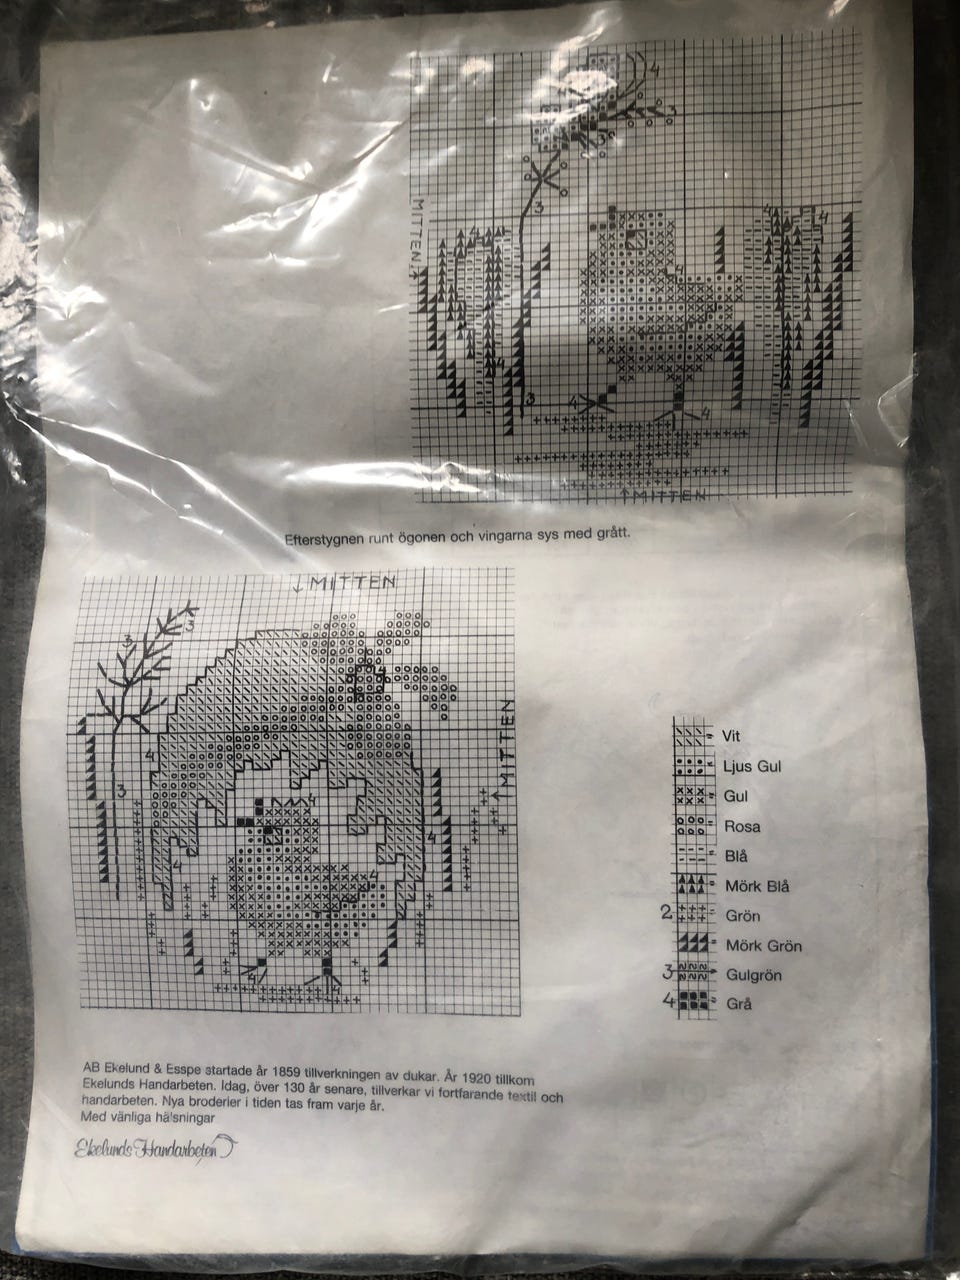 4
4
3
3
MITTEN
3
4
4
4
4
3
4
4
↑MITTEN
Efterstygnen runt ögonen och vingarna sys med grått.
↓MITTEN
3
3
4
3
4
4
4
4
4
4
↑MITTEN
Vit
Ljus Gul
Gul
Rosa
Blå
Mörk Blå
2 Grön
Mörk Grön
3 Gulgrön
4 Grå
AB Ekelund & Esspe startade år 1859 tillverkningen av dukar. År 1920 tillkom
Ekelunds Handarbeten. Idag, över 130 år senare, tillverkar vi fortfarande textil och
handarbeten. Nya broderier i tiden tas fram varje år.
Med vänliga hälsningar
Ekelunds Handarbeten